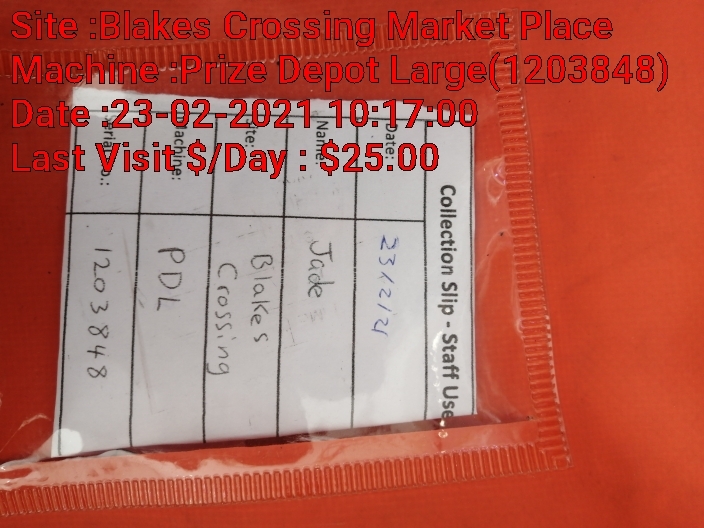 Site :Blakes Crossing Market Place
Machine :Prize Depot Large(1203848)
Date :23-02-2021 10:17:00
Last Visit $/Day : $25.00
Collection Slip - Staff Use
Date: 23/2/21
Name: Jade
Site: Blakes
Crossing
Machine: PDL
Serial No.: 1203848